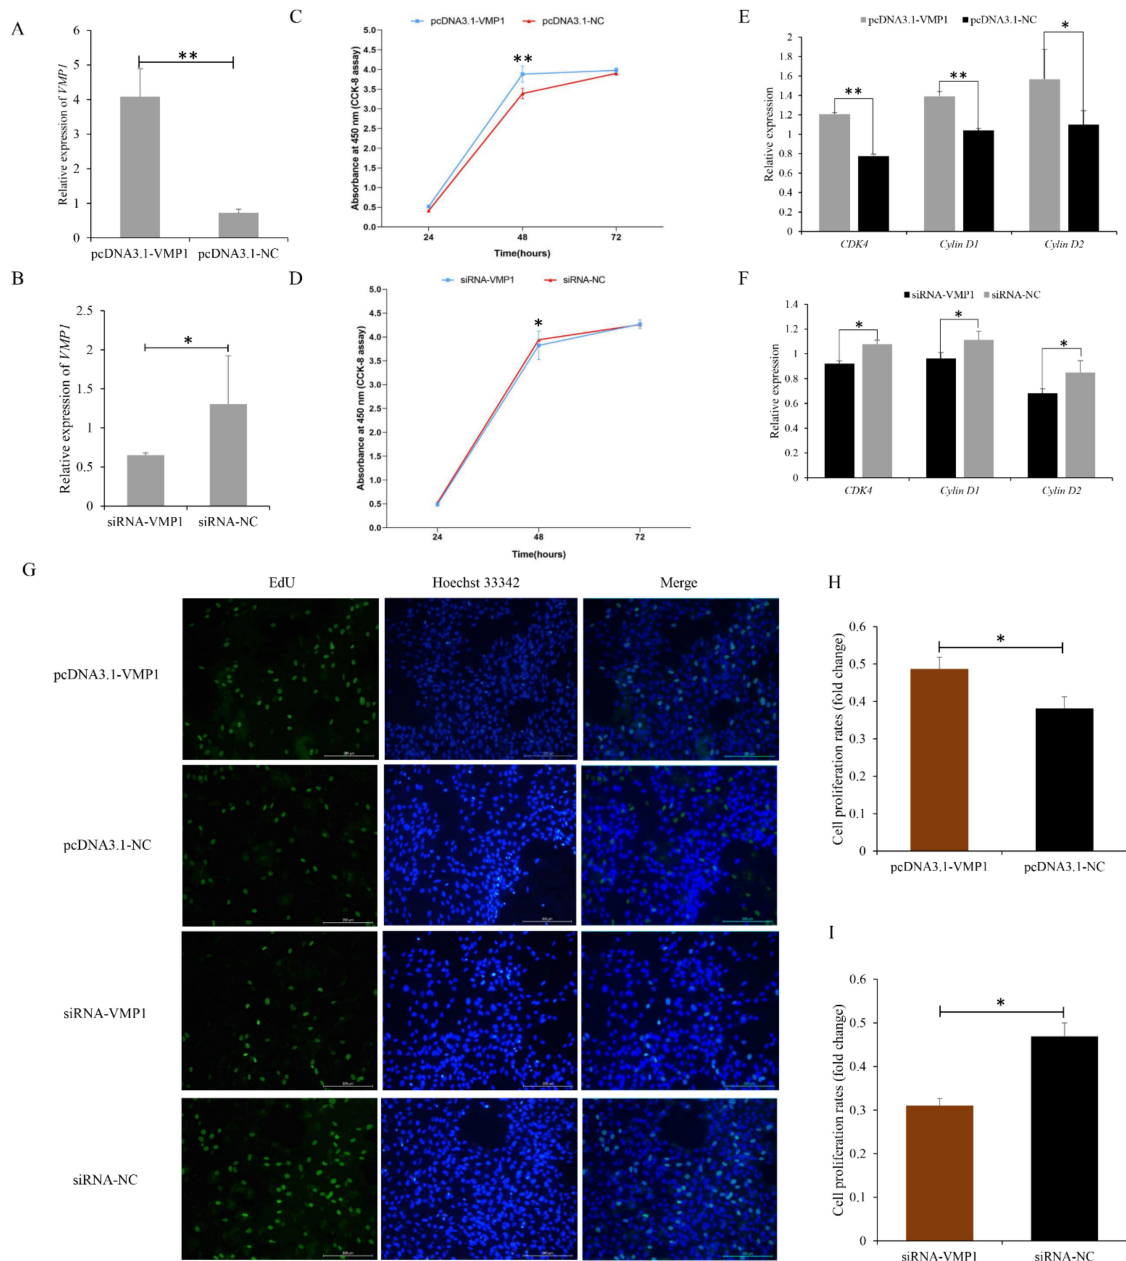 A
Relative expression of VMP1
6
5
4
3
2
1
0
**
pcDNA3.1-VMP1 pcDNA3.1-NC
B
Relative expression of VMP1
2.5
2
1.5
1
0.5
0
*
siRNA-VMP1 siRNA-NC
C
pcDNA3.1-VMP1 pcDNA3.1-NC
Absorbance at 450 nm (CCK-8 assay)
5.0
4.5
4.0
3.5
3.0
2.5
2.0
1.5
1.0
0.5
0.0
**
24 48 72
Time(hours)
D
siRNA-VMP1 siRNA-NC
Absorbance at 450 nm (CCK-8 assay)
5.0
4.5
4.0
3.5
3.0
2.5
2.0
1.5
1.0
0.5
0.0
*
24 48 72
Time(hours)
E
pcDNA3.1-VMP1 pcDNA3.1-NC
Relative expression
2
1.8
1.6
1.4
1.2
1
0.8
0.6
0.4
0.2
0
** ** *
CDK4 Cylin D1 Cylin D2
F
siRNA-VMP1 siRNA-NC
Relative expression
1.4
1.2
1
0.8
0.6
0.4
0.2
0
* * *
CDK4 Cylin D1 Cylin D2
G
EdU Hoechst 33342 Merge
pcDNA3.1-VMP1
pcDNA3.1-NC
siRNA-VMP1
siRNA-NC
H
Cell proliferation rates (fold change)
0.6
0.5
0.4
0.3
0.2
0.1
0
*
pcDNA3.1-VMP1 pcDNA3.1-NC
I
Cell proliferation rates (fold change)
0.6
0.5
0.4
0.3
0.2
0.1
0
*
siRNA-VMP1 siRNA-NC